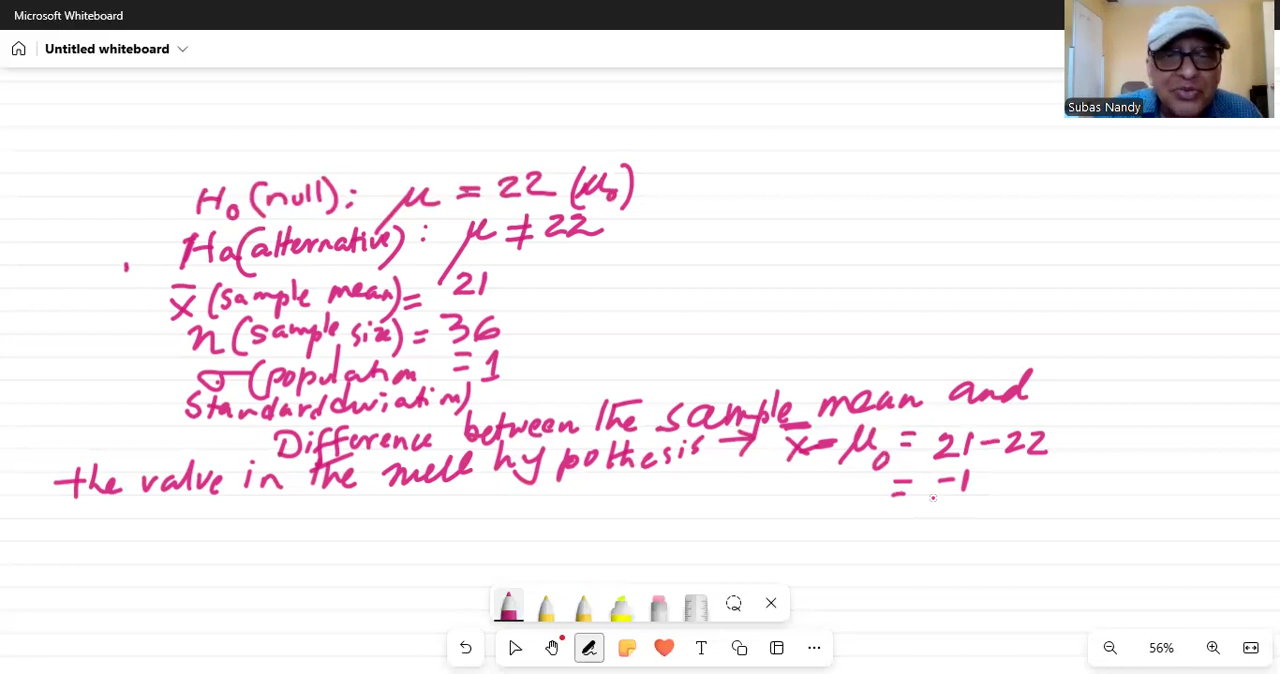 Microsoft Whiteboard
Untitled whiteboard
Subas Nandy
H₀ (null): μ = 22 (μ₀)
Ha (alternative): μ ≠ 22
x̄ (sample mean) = 21
n (sample size) = 36
σ (population = 1
Standard dviation)
Difference between the sample mean and
the value in the null hypothesis → x̄ - μ₀ = 21 - 22
= -1
56%